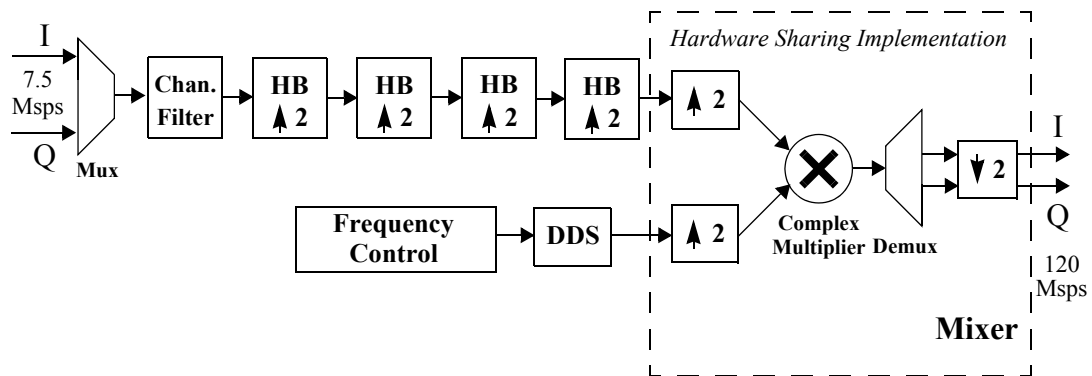 I
7.5
Msps
Q
Mux
Chan.
Filter
HB
2
HB
2
HB
2
HB
2
Hardware Sharing Implementation
2
Frequency
Control
DDS
2
Complex
Multiplier
Demux
2
I
Q
120
Msps
Mixer